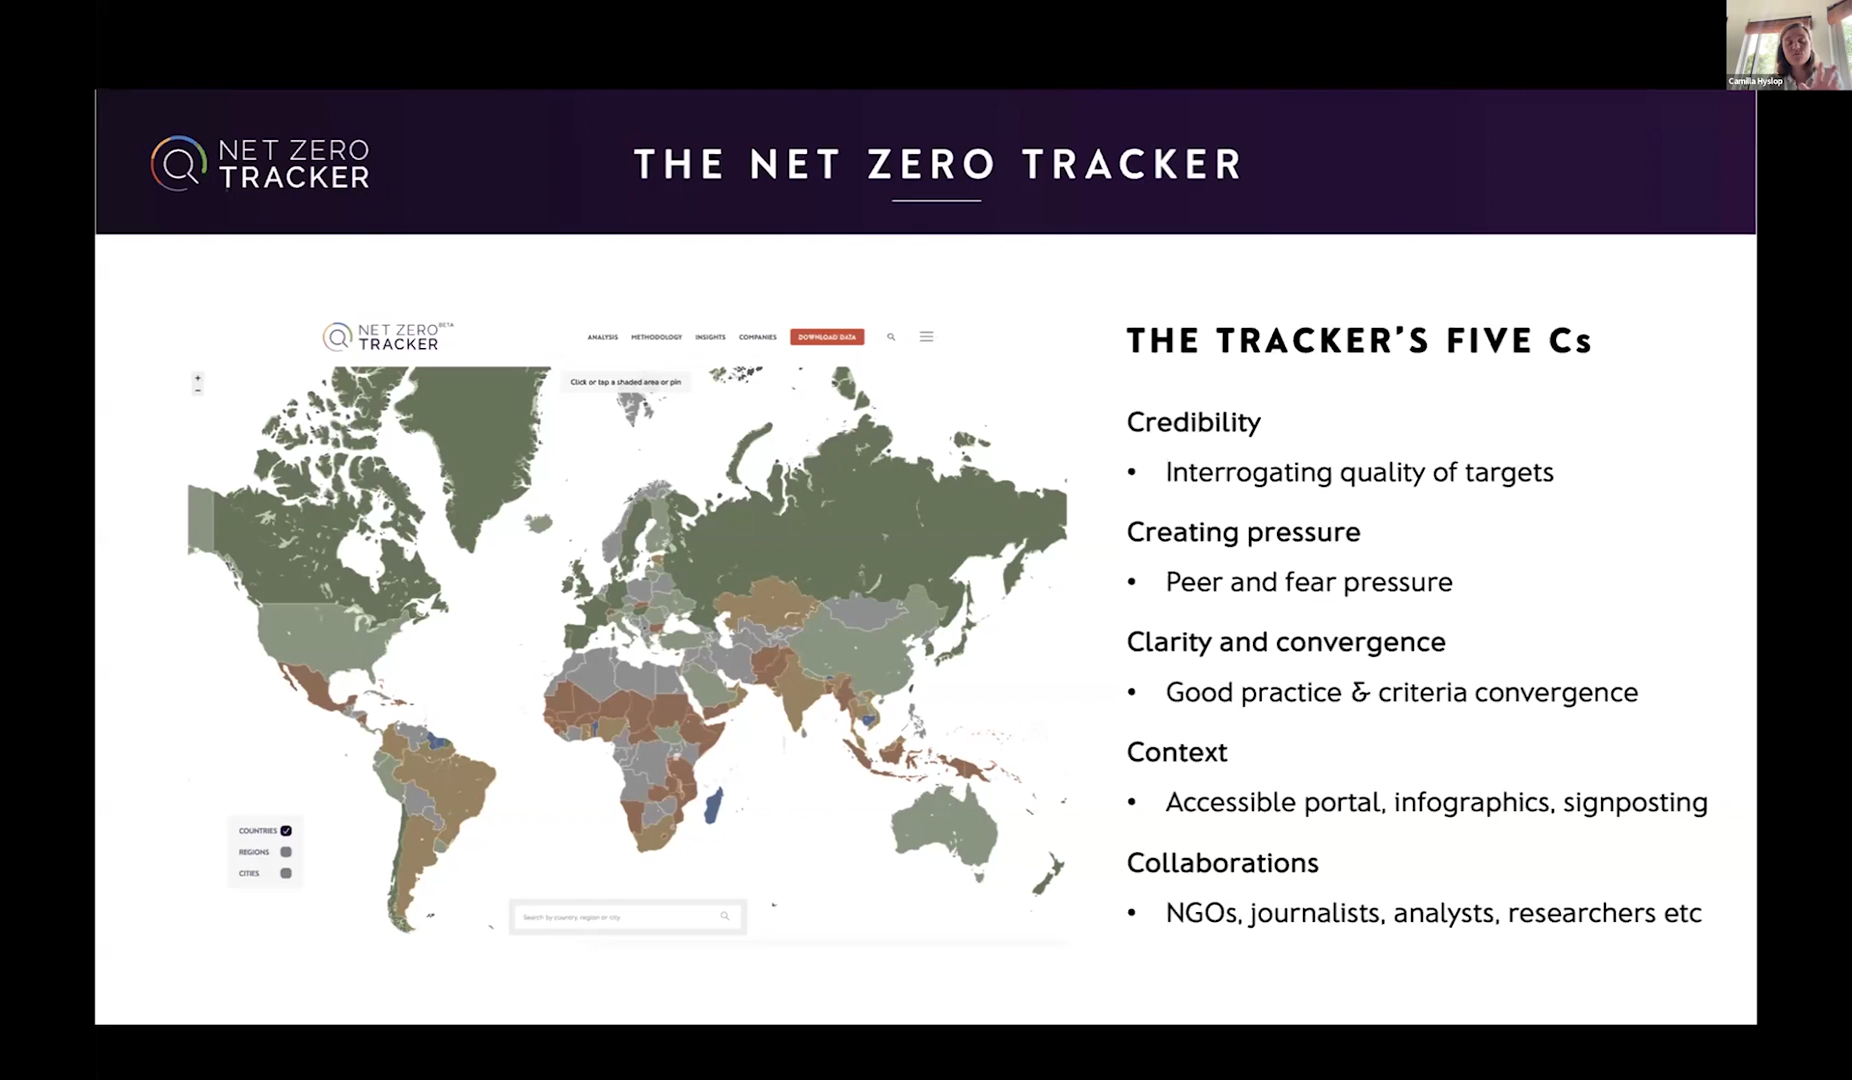 Camilla Hyslop
NET ZERO
TRACKER
THE NET ZERO TRACKER
NET ZERO BETA
TRACKER
ANALYSIS METHODOLOGY INSIGHTS COMPANIES DOWNLOAD DATA
+
−
Click or tap a shaded area or pin
COUNTRIES
REGIONS
CITIES
Search by country, region or city
THE TRACKER’S FIVE Cs
Credibility
• Interrogating quality of targets
Creating pressure
• Peer and fear pressure
Clarity and convergence
• Good practice & criteria convergence
Context
• Accessible portal, infographics, signposting
Collaborations
• NGOs, journalists, analysts, researchers etc